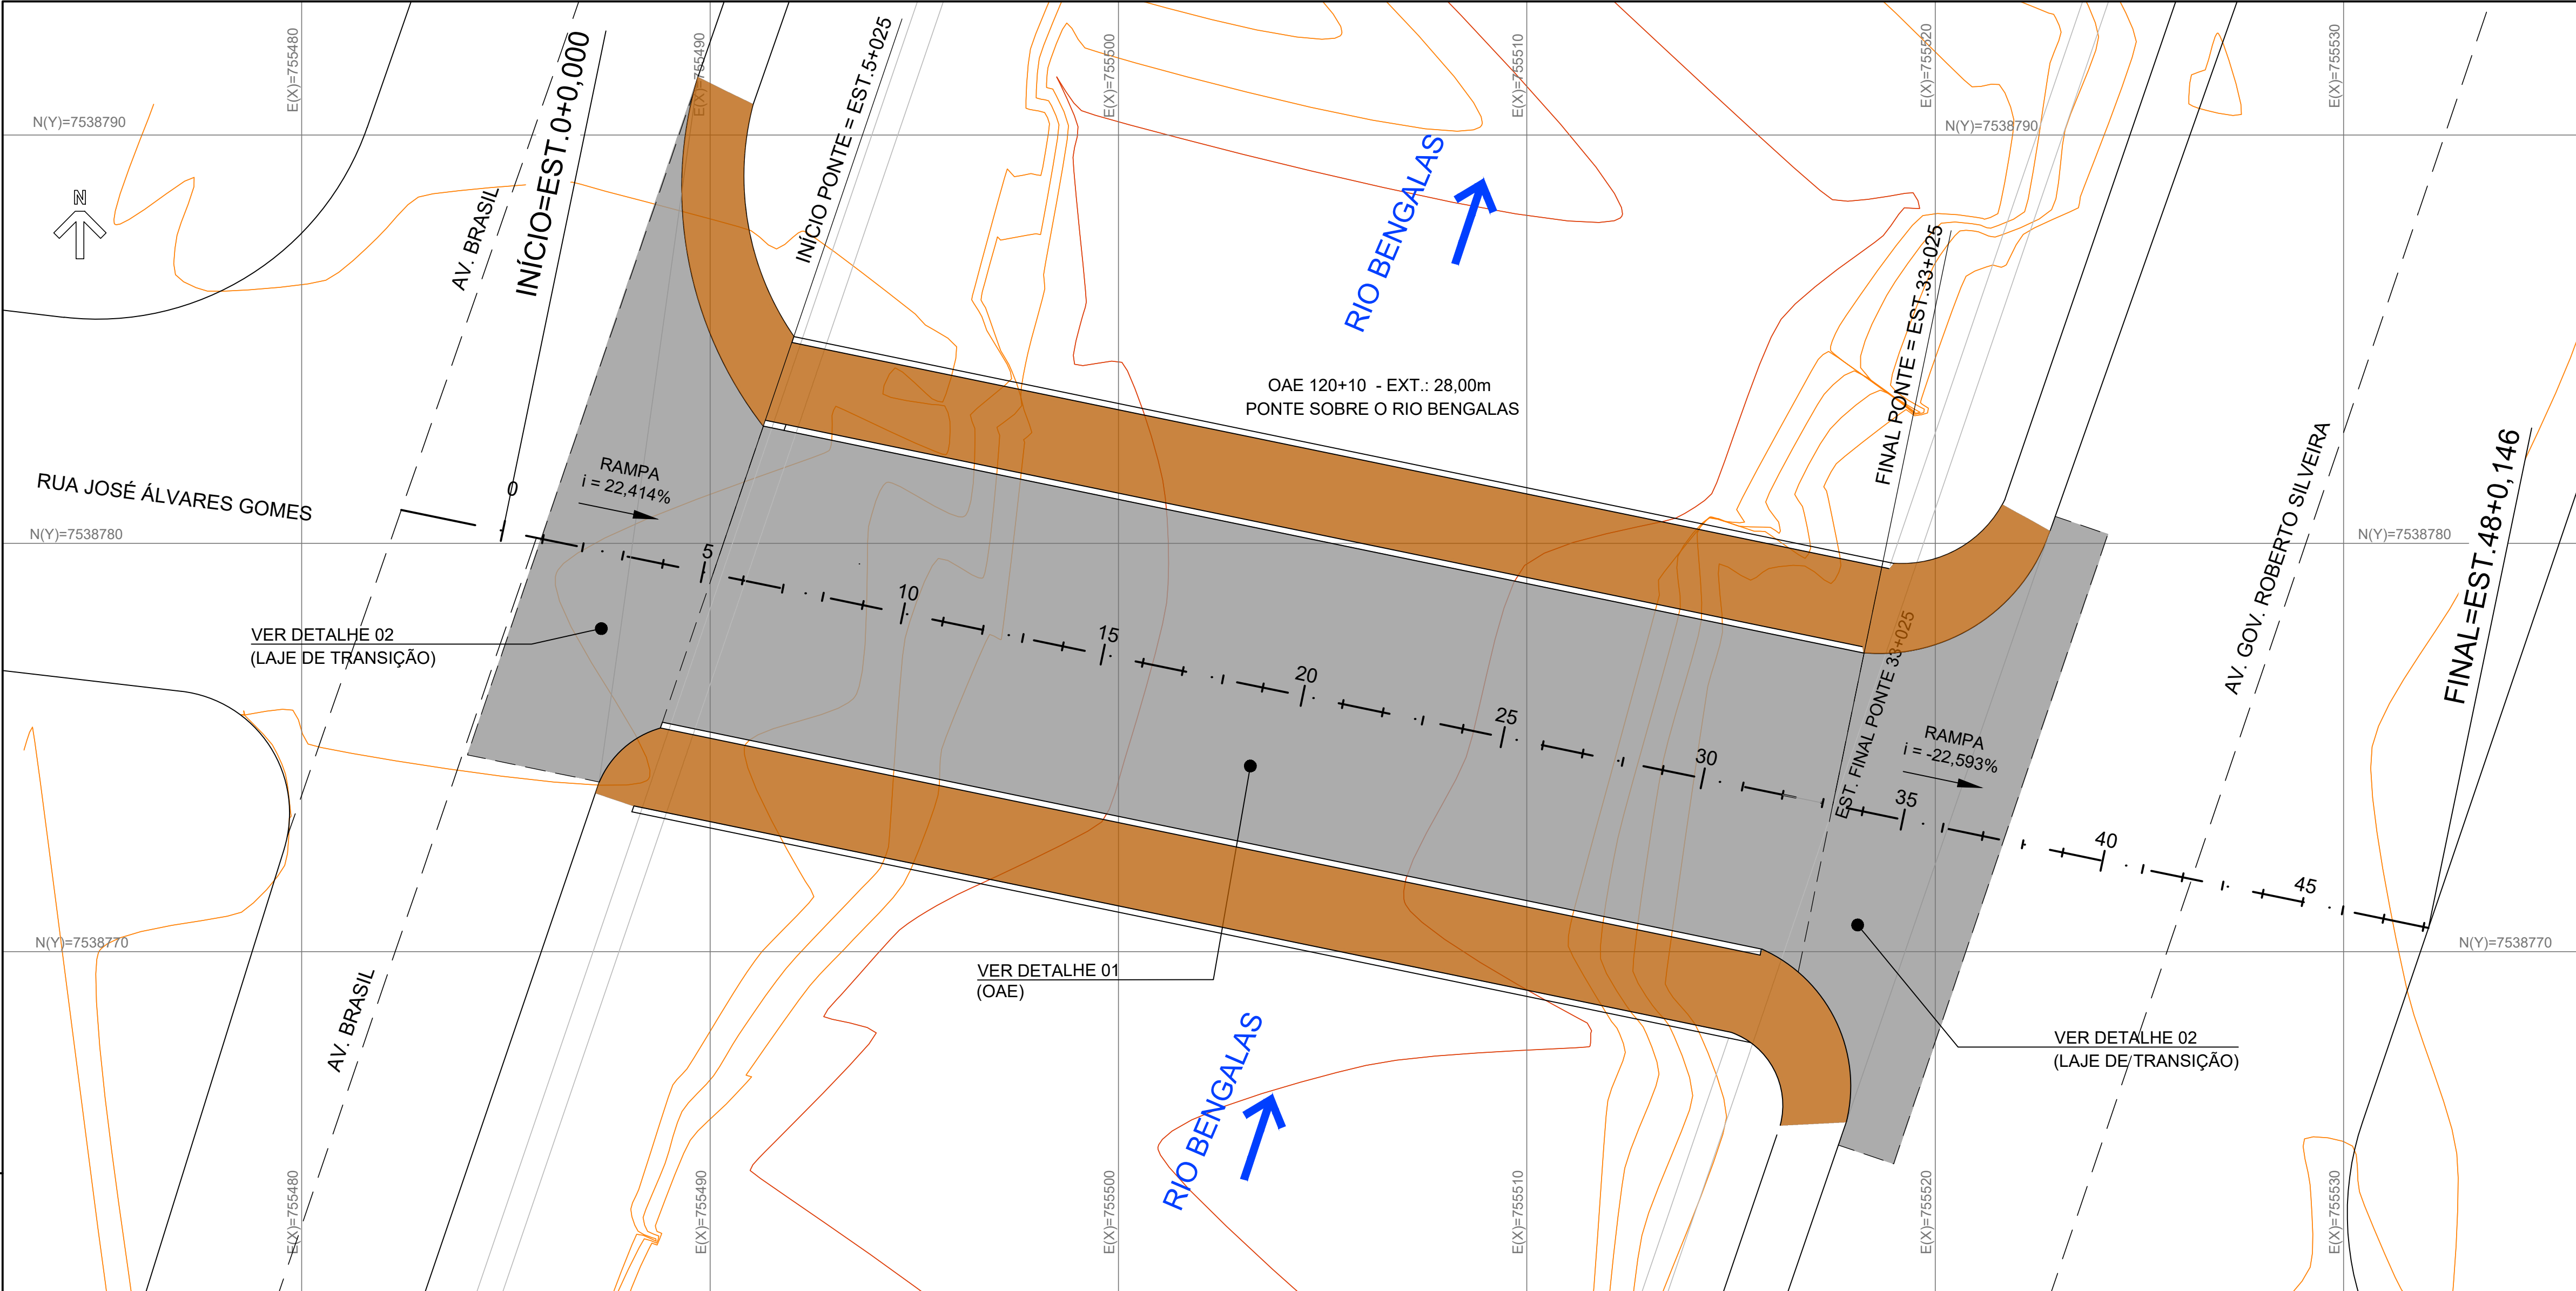 E(X)=755480
E(X)=755490
E(X)=755500
E(X)=755510
E(X)=755520
E(X)=755530
N(Y)=7538790
N(Y)=7538790
N
AV. BRASIL
INÍCIO=EST.0+0,000
INÍCIO PONTE = EST.5+025
RIO BENGALAS
FINAL PONTE = EST.33+025
OAE 120+10 - EXT.: 28,00m
PONTE SOBRE O RIO BENGALAS
RUA JOSÉ ÁLVARES GOMES
RAMPA
i = 22,414%
N(Y)=7538780
N(Y)=7538780
AV. GOV. ROBERTO SILVEIRA
FINAL=EST.48+0,146
0
5
10
15
20
25
30
35
40
45
VER DETALHE 02
(LAJE DE TRANSIÇÃO)
EST. FINAL PONTE 33+025
RAMPA
i = -22,593%
N(Y)=7538770
N(Y)=7538770
VER DETALHE 01
(OAE)
AV. BRASIL
RIO BENGALAS
VER DETALHE 02
(LAJE DE TRANSIÇÃO)
E(X)=755480
E(X)=755490
E(X)=755500
E(X)=755510
E(X)=755520
E(X)=755530